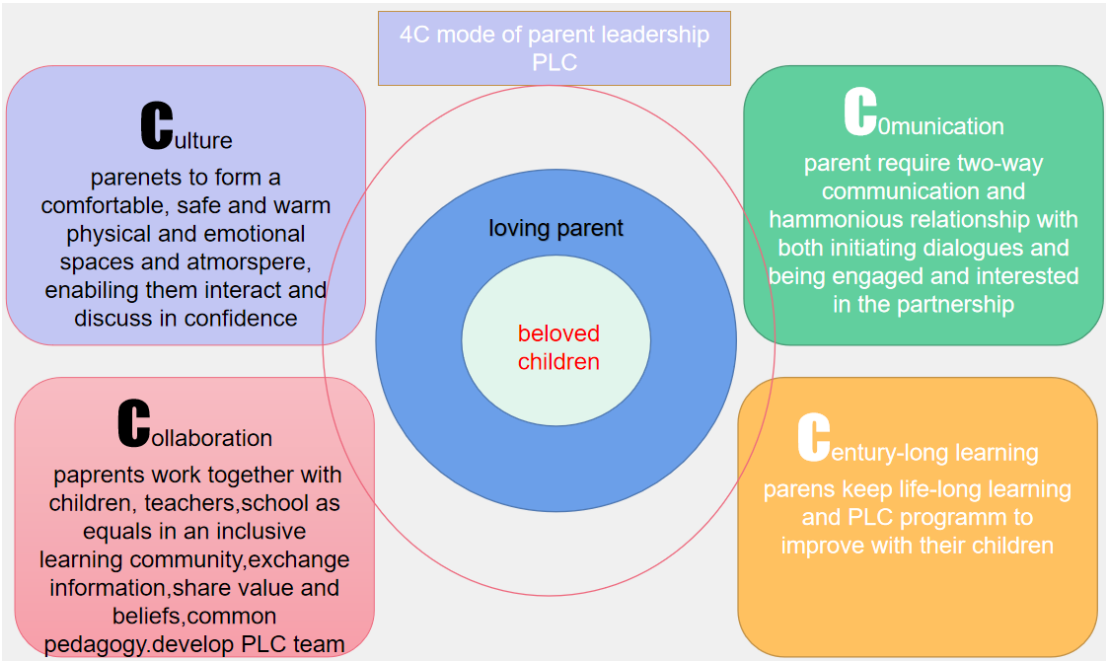 4C mode of parent leadership
PLC
Culture
parenets to form a
comfortable, safe and warm
physical and emotional
spaces and atmorspere,
enabiling them interact and
discuss in confidence
C0munication
parent require two-way
communication and
hammonious relationship with
both initiating dialogues and
being engaged and interested
in the partnership
loving parent
beloved
children
Collaboration
paprents work together with
children, teachers,school as
equals in an inclusive
learning community,exchange
information,share value and
beliefs,common
pedagogy.develop PLC team
Century-long learning
parens keep life-long learning
and PLC programm to
improve with their children